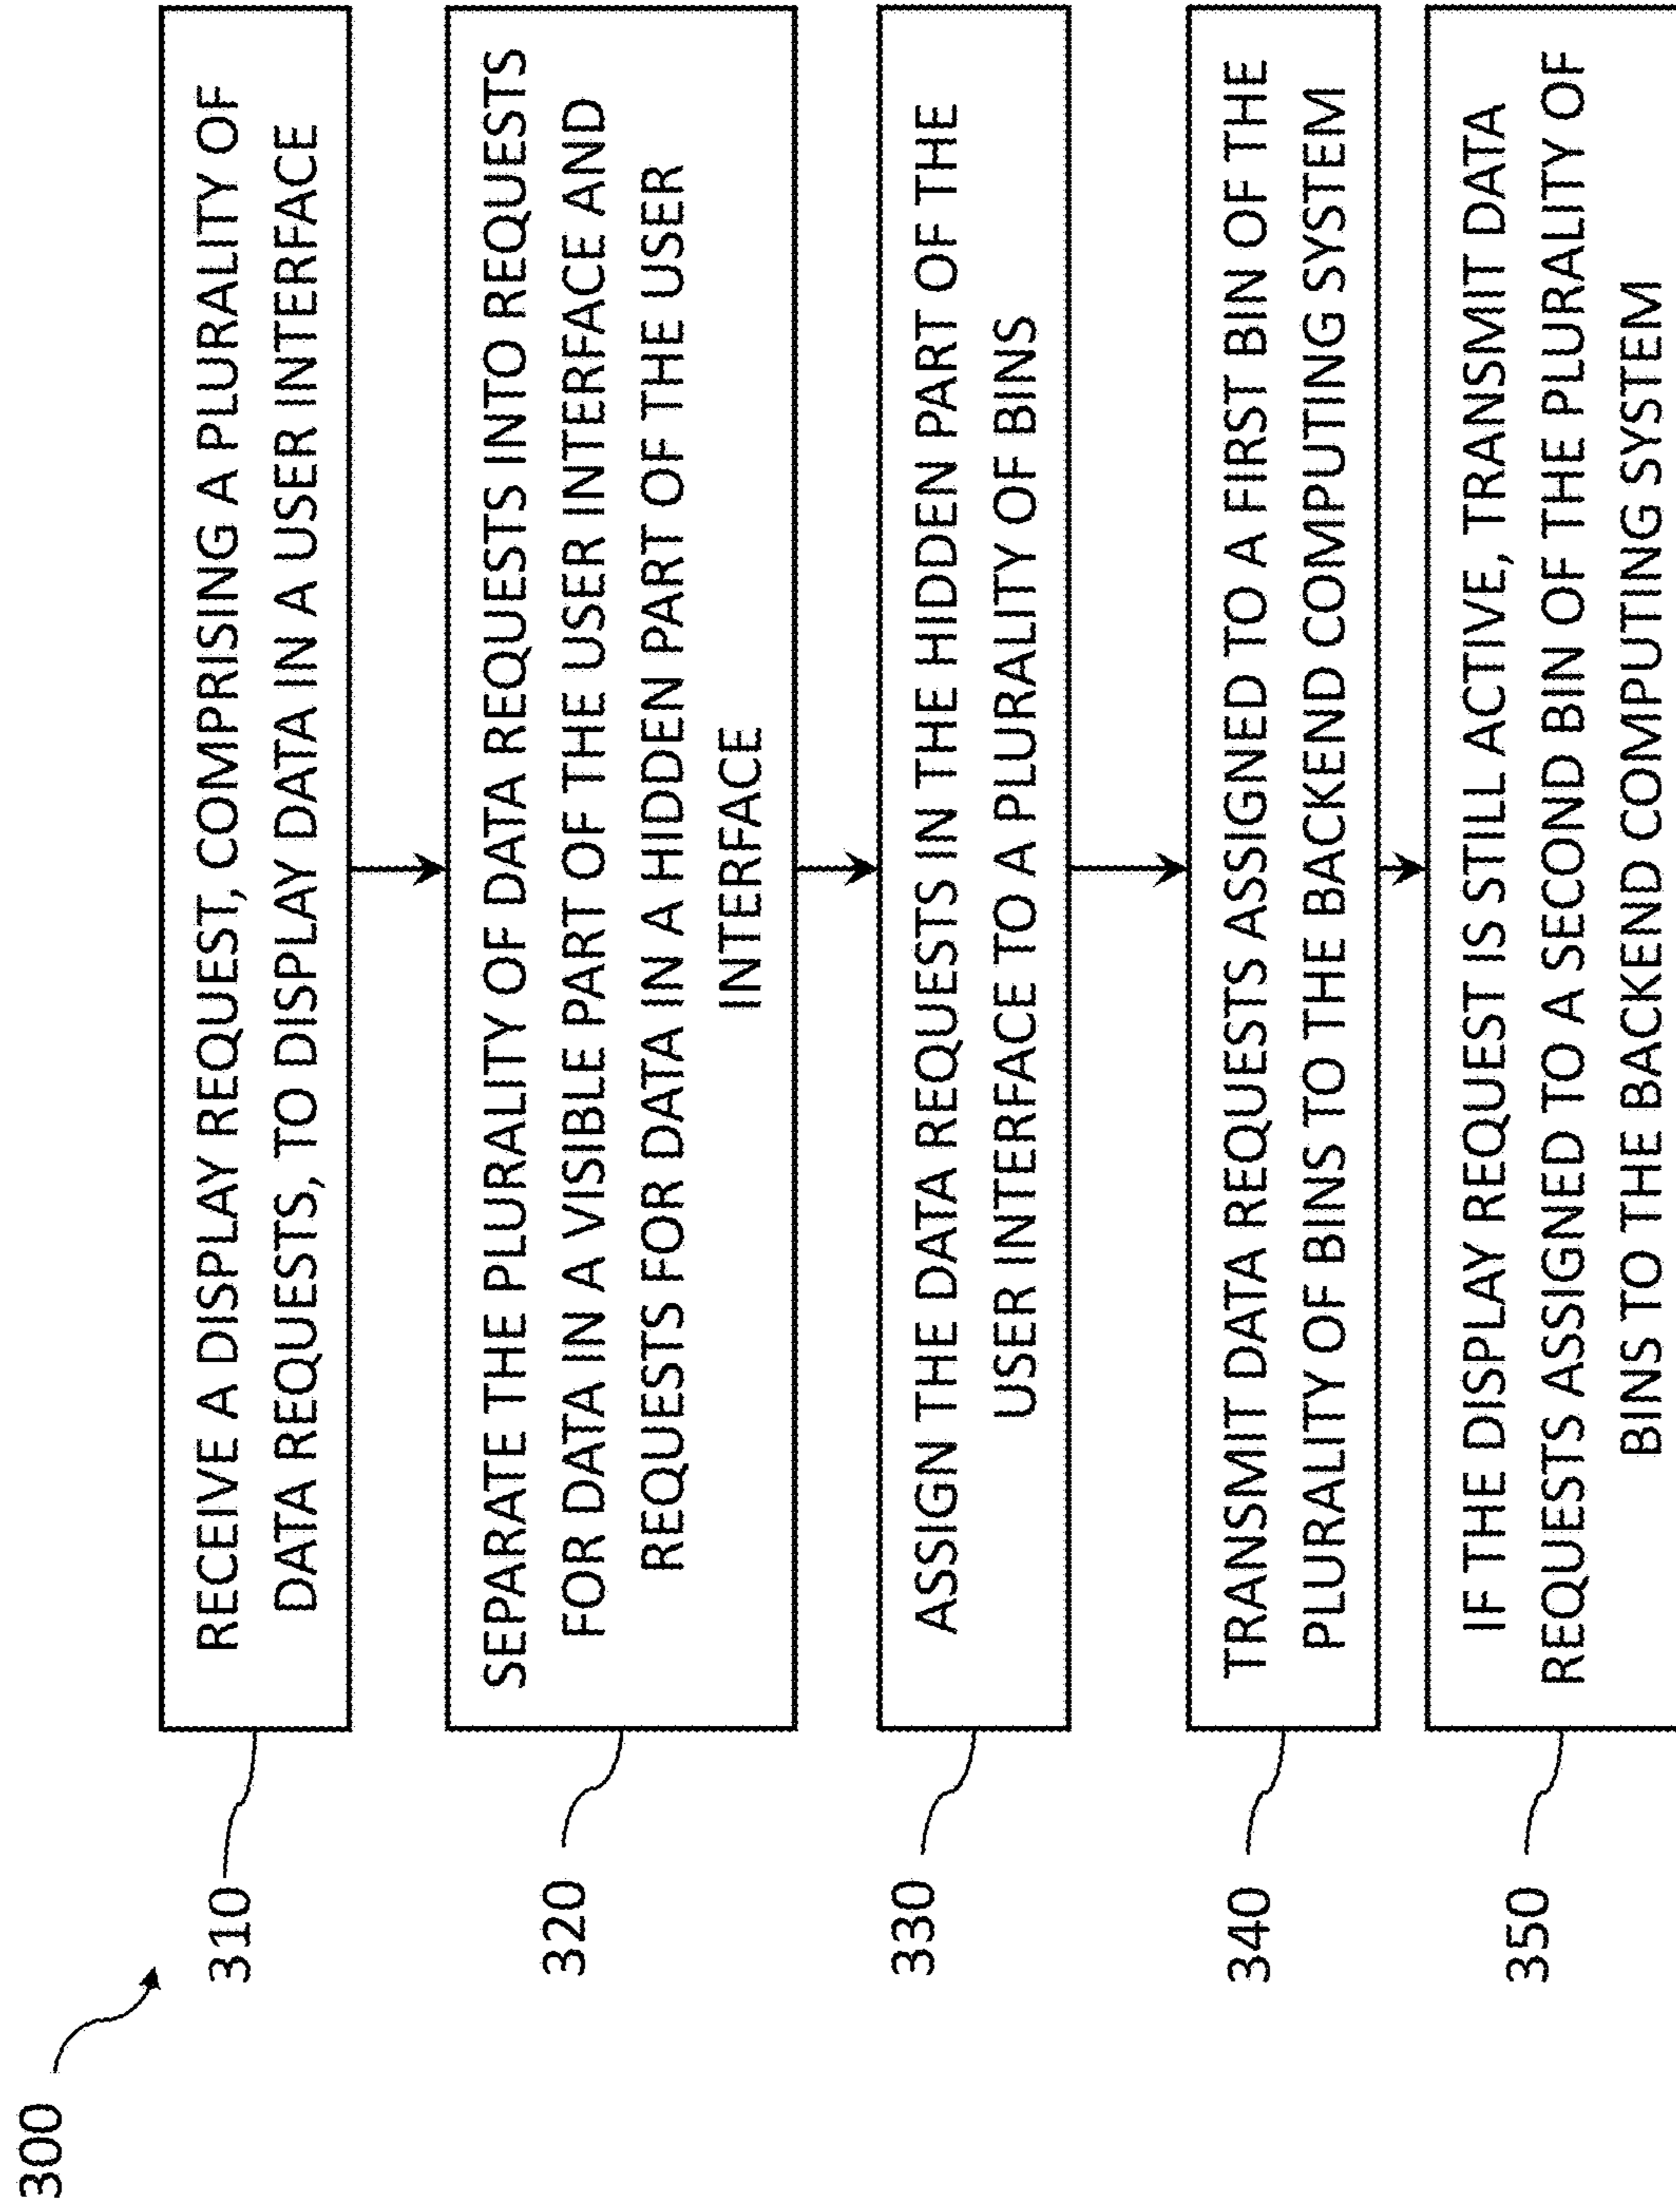 300
310
RECEIVE A DISPLAY REQUEST, COMPRISING A PLURALITY OF
DATA REQUESTS, TO DISPLAY DATA IN A USER INTERFACE
320
SEPARATE THE PLURALITY OF DATA REQUESTS INTO REQUESTS
FOR DATA IN A VISIBLE PART OF THE USER INTERFACE AND
REQUESTS FOR DATA IN A HIDDEN PART OF THE USER
INTERFACE
330
ASSIGN THE DATA REQUESTS IN THE HIDDEN PART OF THE
USER INTERFACE TO A PLURALITY OF BINS
340
TRANSMIT DATA REQUESTS ASSIGNED TO A FIRST BIN OF THE
PLURALITY OF BINS TO THE BACKEND COMPUTING SYSTEM
350
IF THE DISPLAY REQUEST IS STILL ACTIVE, TRANSMIT DATA
REQUESTS ASSIGNED TO A SECOND BIN OF THE PLURALITY OF
BINS TO THE BACKEND COMPUTING SYSTEM